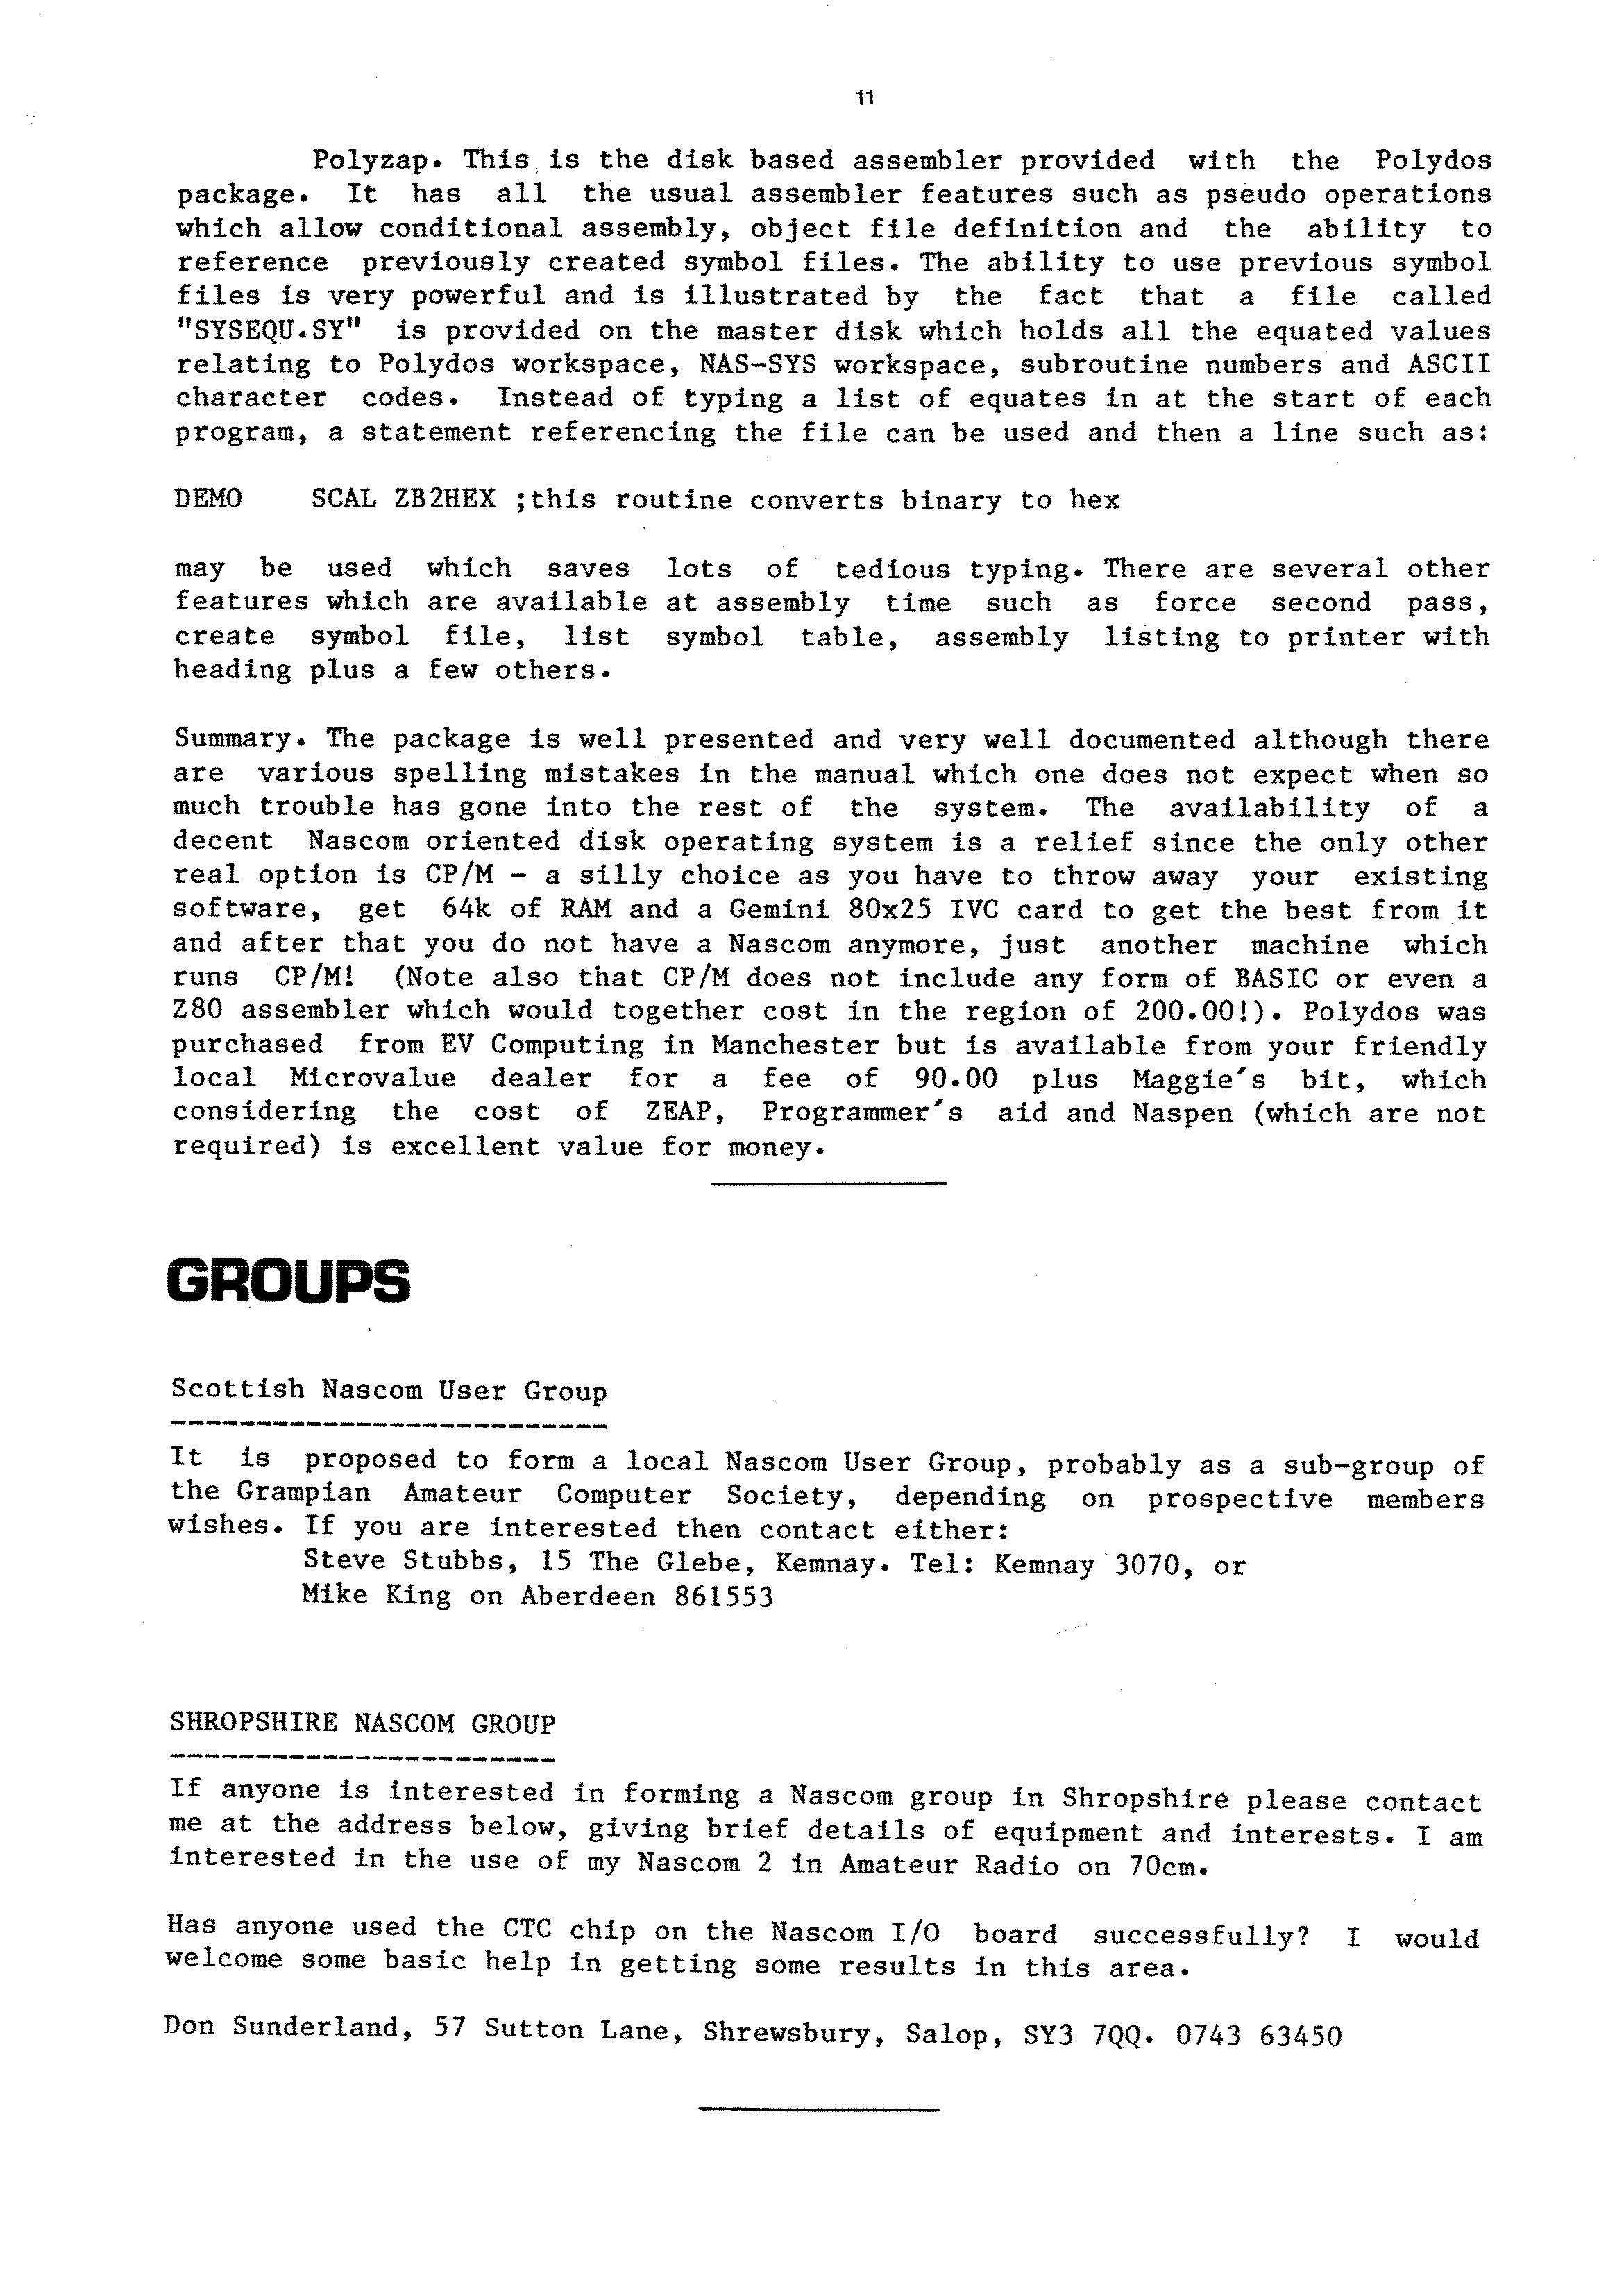 11
Polyzap. This is the disk based assembler provided with the Polydos
package. It has all the usual assembler features such as pseudo operations
which allow conditional assembly, object file definition and the ability to
reference previously created symbol files. The ability to use previous symbol
files is very powerful and is illustrated by the fact that a file called
"SYSEQU.SY" is provided on the master disk which holds all the equated values
relating to Polydos workspace, NAS-SYS workspace, subroutine numbers and ASCII
character codes. Instead of typing a list of equates in at the start of each
program, a statement referencing the file can be used and then a line such as:
DEMO SCAL ZB2HEX ;this routine converts binary to hex
may be used which saves lots of tedious typing. There are several other
features which are available at assembly time such as force second pass,
create symbol file, list symbol table, assembly listing to printer with
heading plus a few others.
Summary. The package is well presented and very well documented although there
are various spelling mistakes in the manual which one does not expect when so
much trouble has gone into the rest of the system. The availability of a
decent Nascom oriented disk operating system is a relief since the only other
real option is CP/M - a silly choice as you have to throw away your existing
software, get 64k of RAM and a Gemini 80x25 IVC card to get the best from it
and after that you do not have a Nascom anymore, just another machine which
runs CP/M! (Note also that CP/M does not include any form of BASIC or even a
Z80 assembler which would together cost in the region of 200.00!). Polydos was
purchased from EV Computing in Manchester but is available from your friendly
local Microvalue dealer for a fee of 90.00 plus Maggie's bit, which
considering the cost of ZEAP, Programmer's aid and Naspen (which are not
required) is excellent value for money.
GROUPS
Scottish Nascom User Group
--------------------------
It is proposed to form a local Nascom User Group, probably as a sub-group of
the Grampian Amateur Computer Society, depending on prospective members
wishes. If you are interested then contact either:
Steve Stubbs, 15 The Glebe, Kemnay. Tel: Kemnay 3070, or
Mike King on Aberdeen 861553
SHROPSHIRE NASCOM GROUP
-----------------------
If anyone is interested in forming a Nascom group in Shropshire please contact
me at the address below, giving brief details of equipment and interests. I am
interested in the use of my Nascom 2 in Amateur Radio on 70cm.
Has anyone used the CTC chip on the Nascom I/O board successfully? I would
welcome some basic help in getting some results in this area.
Don Sunderland, 57 Sutton Lane, Shrewsbury, Salop, SY3 7QQ. 0743 63450